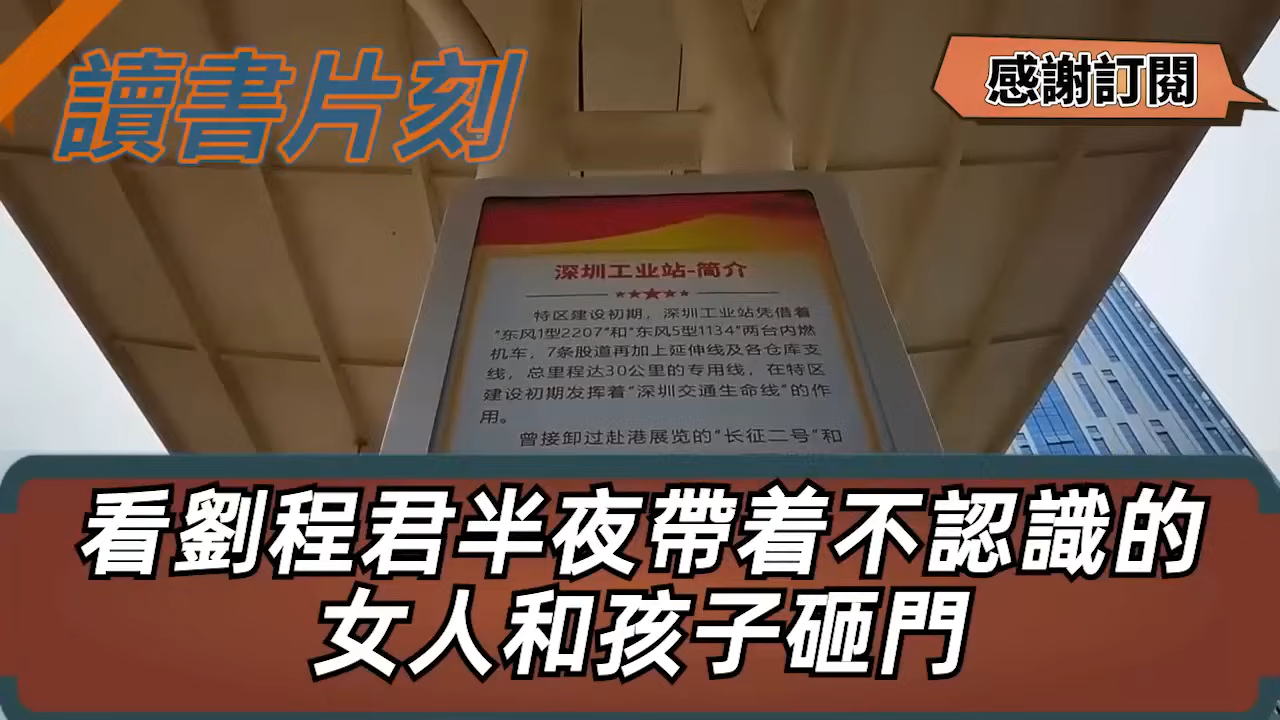 讀書片刻
感謝訂閱
深圳工业站-简介
特区建设初期，深圳工业站凭借着
“东风1型2207”和“东风5型1134”两台内燃
机车，7条股道再加上延伸线及各仓库支
线，总里程达30公里的专用线，在特区
建设初期发挥着“深圳交通生命线”的作
用。
曾接卸过赴港展览的“长征二号”和
看劉程君半夜帶着不認識的
女人和孩子砸門